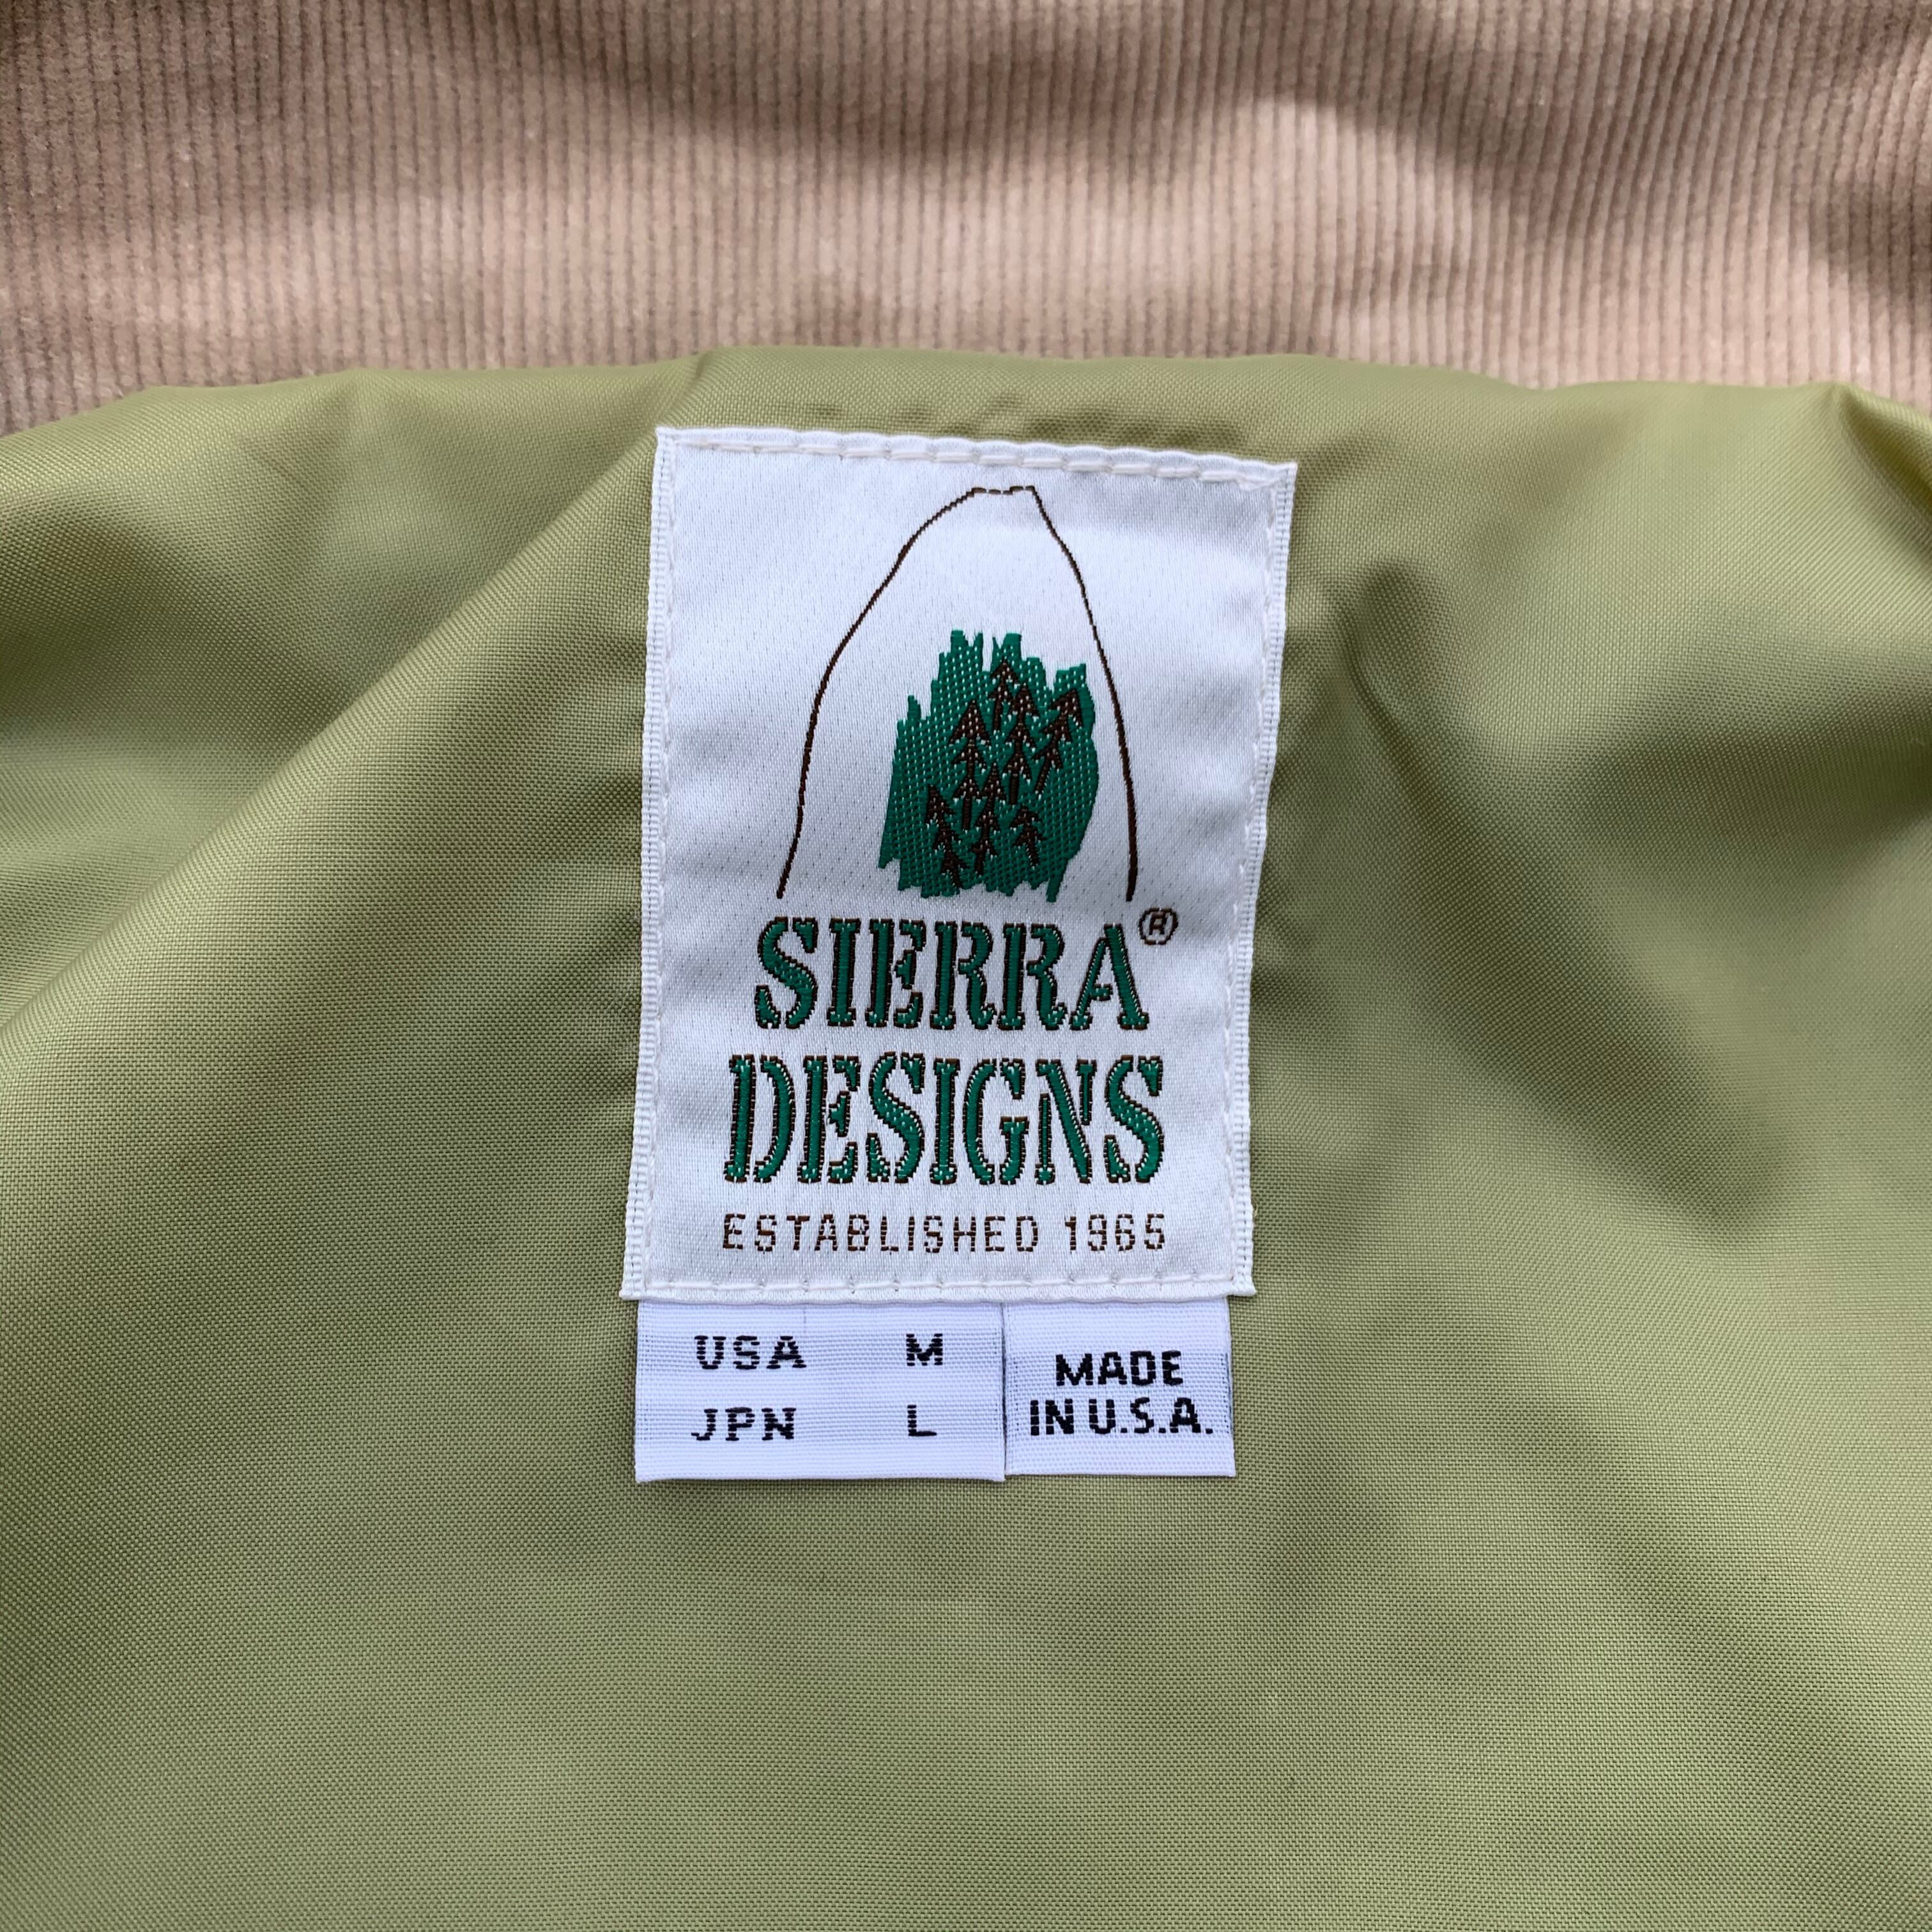 SIERRA®
DESIGNS
ESTABLISHED 1965
USA M
JPN L
MADE
IN U.S.A.